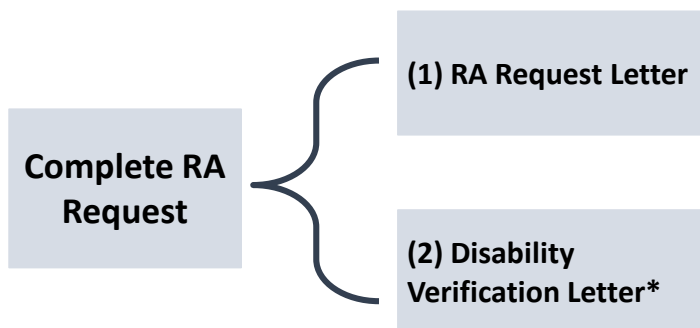 Complete RA
Request
(1) RA Request Letter
(2) Disability
Verification Letter*